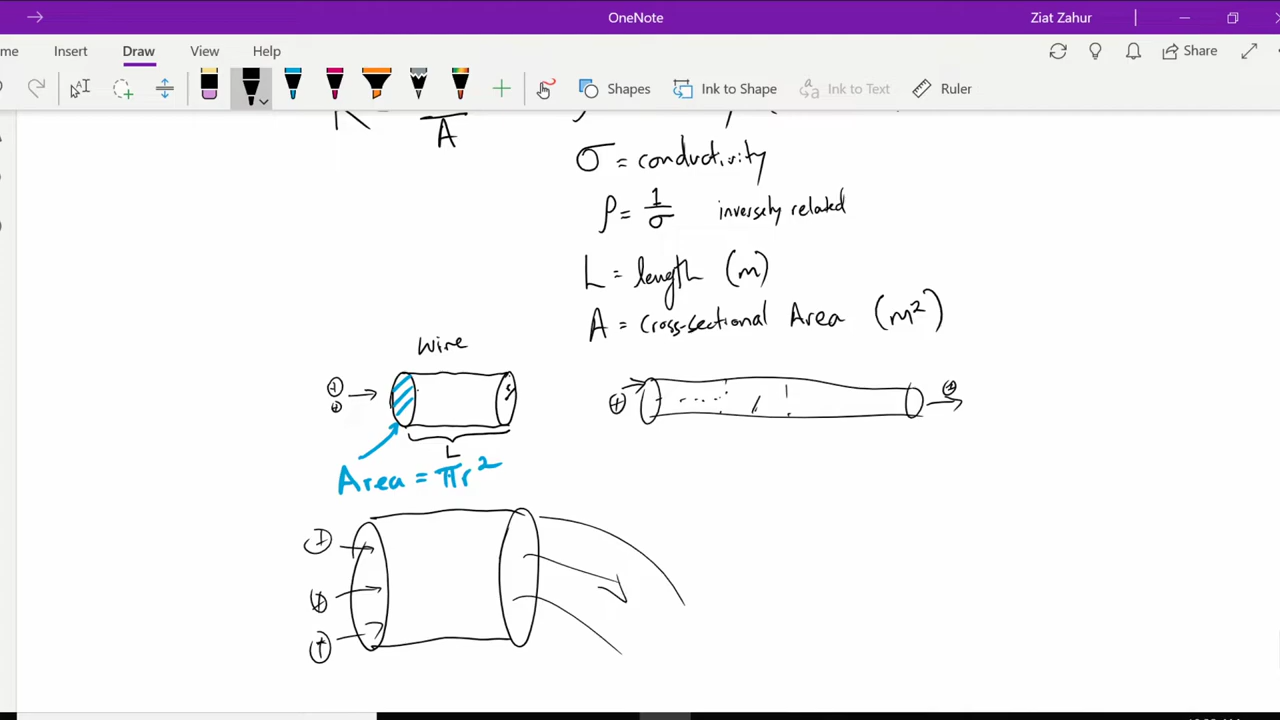 OneNote
Ziat Zahur
Insert
Draw
View
Help
Share
Shapes
Ink to Shape
Ink to Text
Ruler
A
σ = conductivity
ρ = 1/σ inversely related
L = length (m)
A = cross-sectional Area (m²)
wire
L
Area = πr²